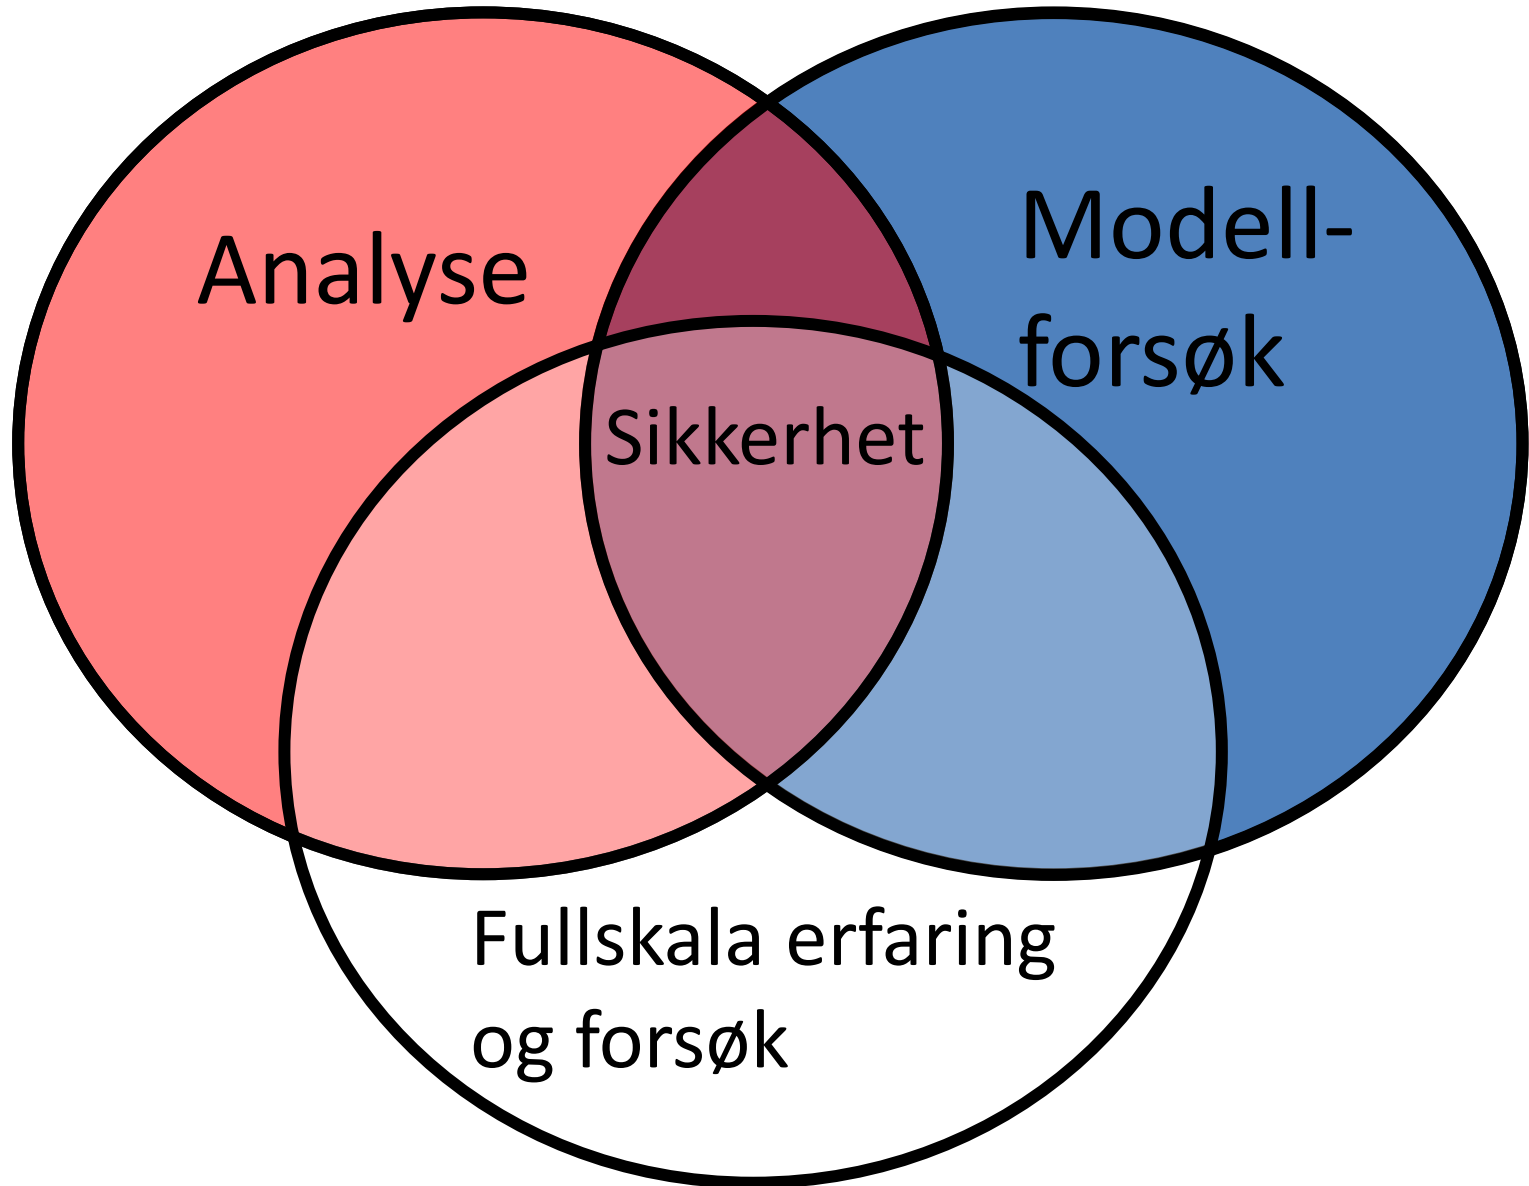 Analyse
Modell-
forsøk
Sikkerhet
Fullskala erfaring
og forsøk